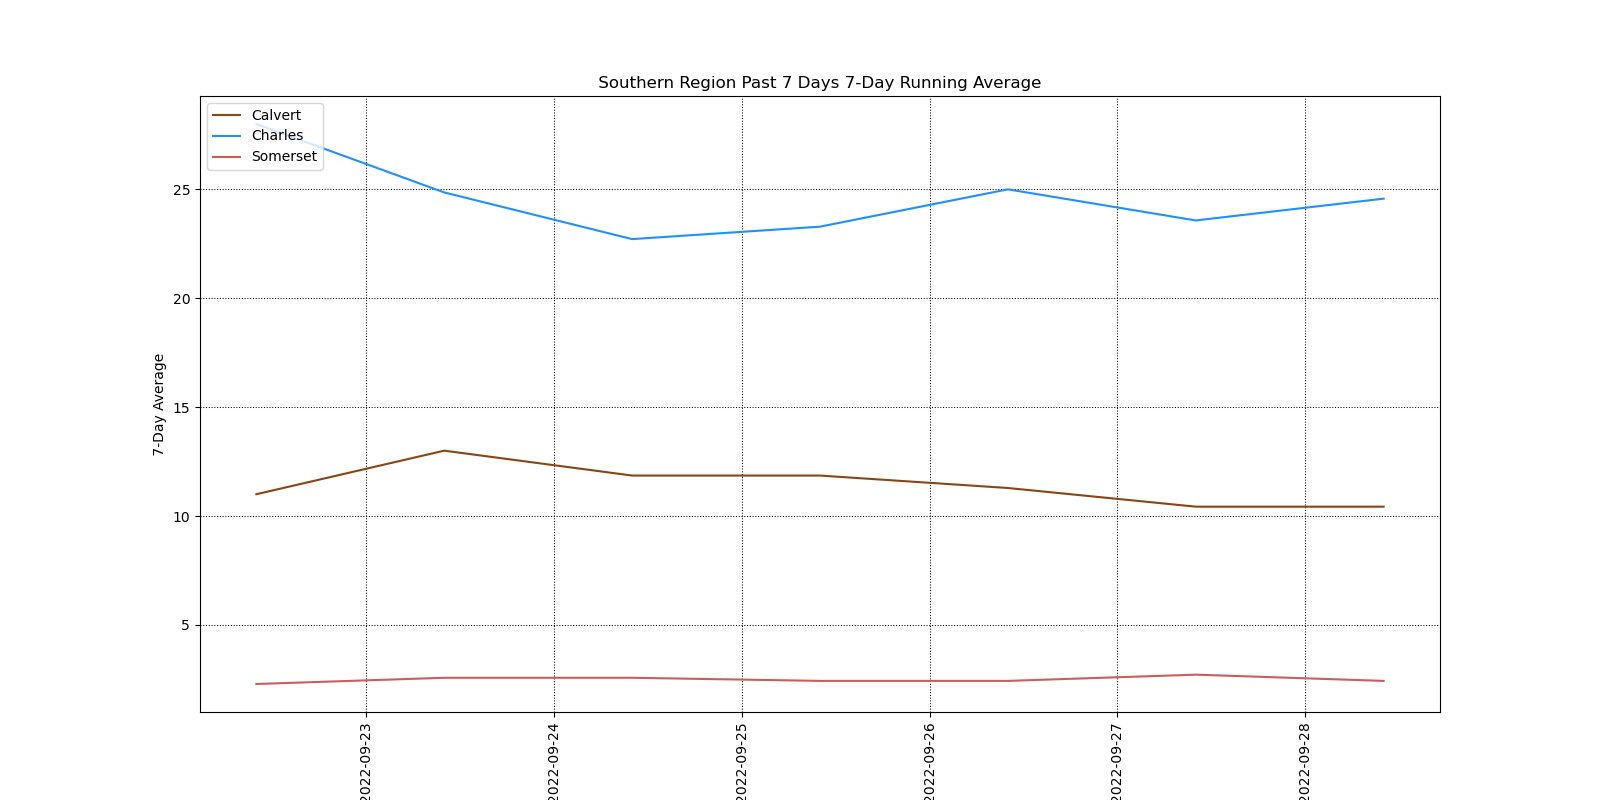 Southern Region Past 7 Days 7-Day Running Average
Calvert
Charles
Somerset
7-Day Average
25
20
15
10
5
2022-09-23
2022-09-24
2022-09-25
2022-09-26
2022-09-27
2022-09-28